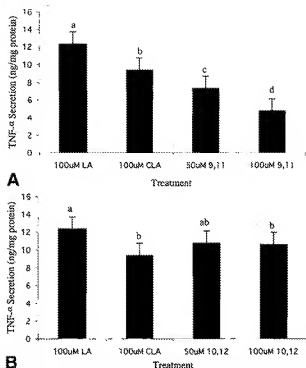 TNF-α Secretion (ng/mg protein)
16
14
12
10
8
6
4
2
0
a
b
c
d
100uM LA 100uM CLA 50uM 9,11 100uM 9,11
A
Treatment
TNF-α Secretion (ng/mg protein)
16
14
12
10
8
6
4
2
0
a
b
ab
b
100uM LA 100uM CLA 50uM 10,12 100uM 10,12
B
Treatment